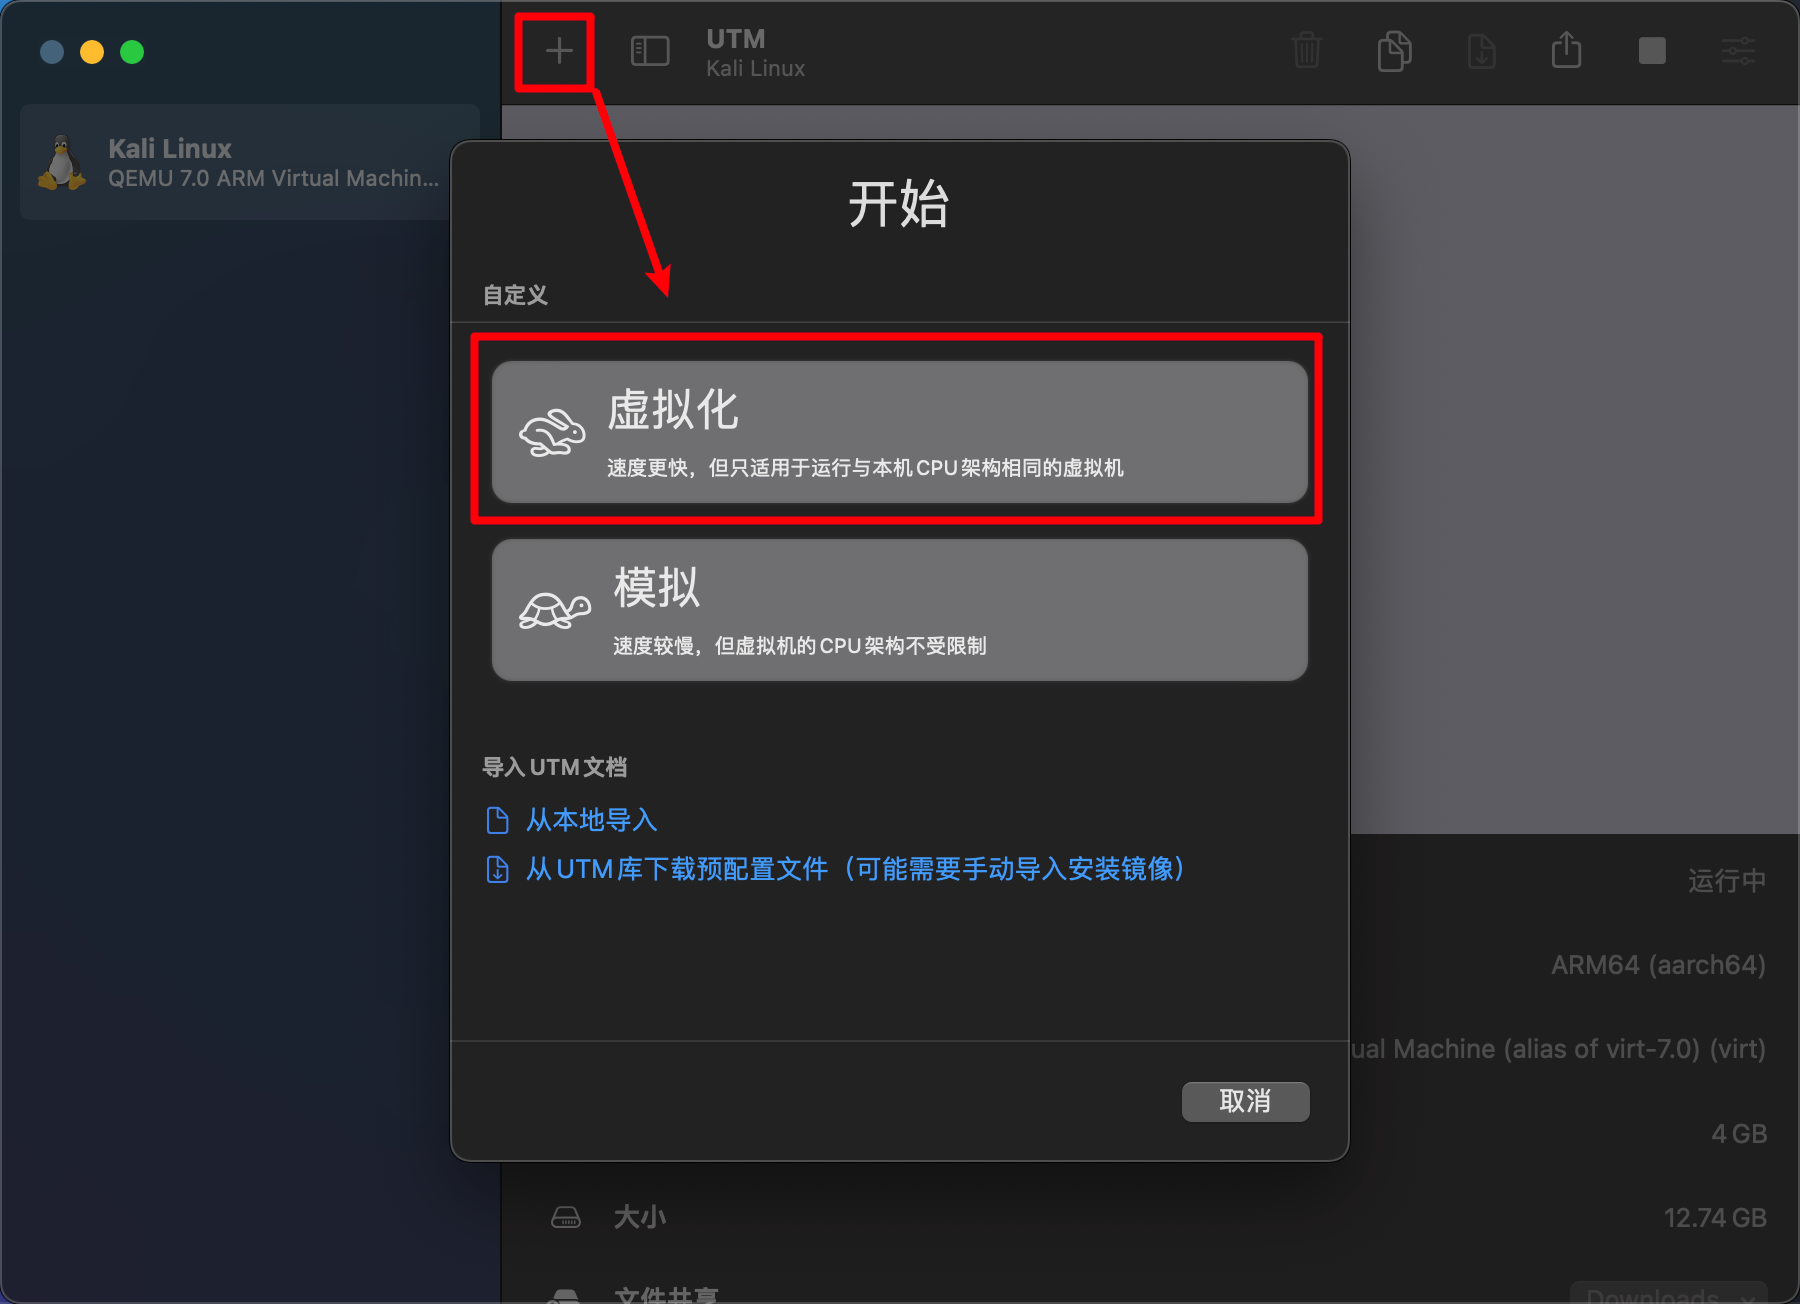 UTM
Kali Linux
Kali Linux
QEMU 7.0 ARM Virtual Machin...
开始
自定义
虚拟化
速度更快，但只适用于运行与本机CPU架构相同的虚拟机
模拟
速度较慢，但虚拟机的CPU架构不受限制
导入UTM文档
从本地导入
从UTM库下载预配置文件（可能需要手动导入安装镜像）
运行中
ARM64 (aarch64)
ual Machine (alias of virt-7.0) (virt)
取消
4 GB
大小
12.74 GB
文件共享
Downloads